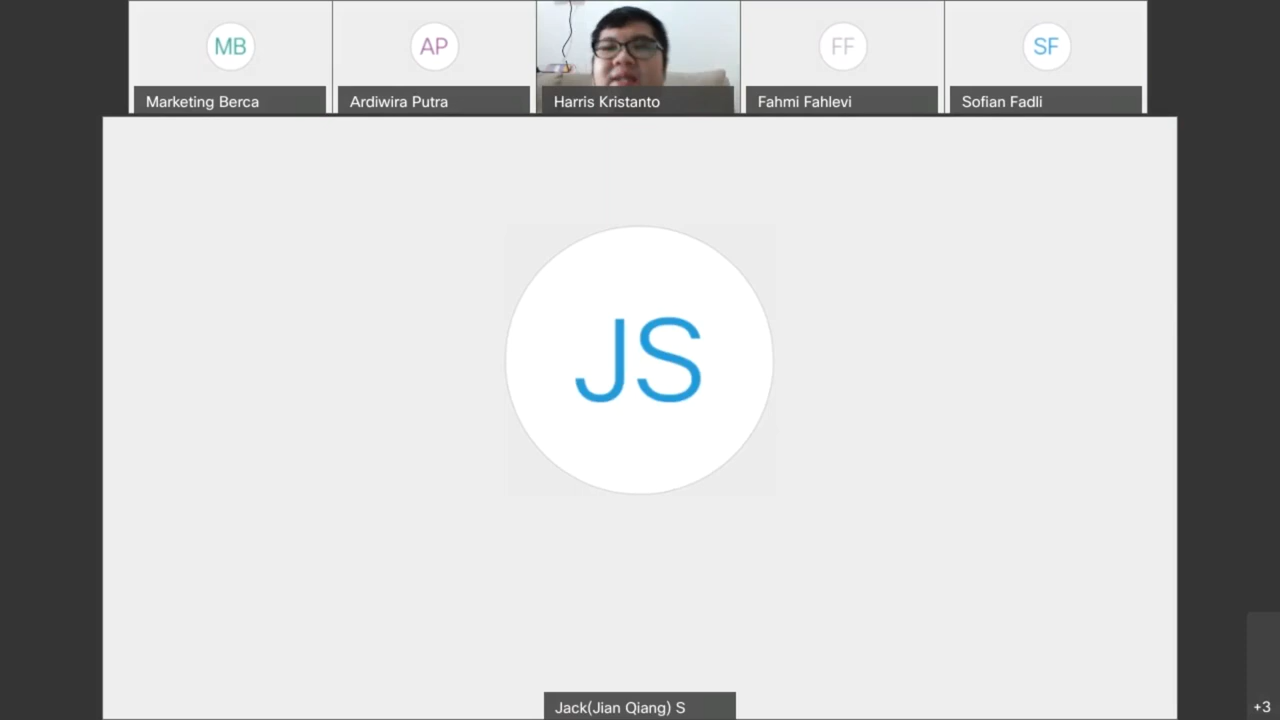 MB
AP
FF
SF
Marketing Berca
Ardiwira Putra
Harris Kristanto
Fahmi Fahlevi
Sofian Fadli
JS
+3
Jack(Jian Qiang) S